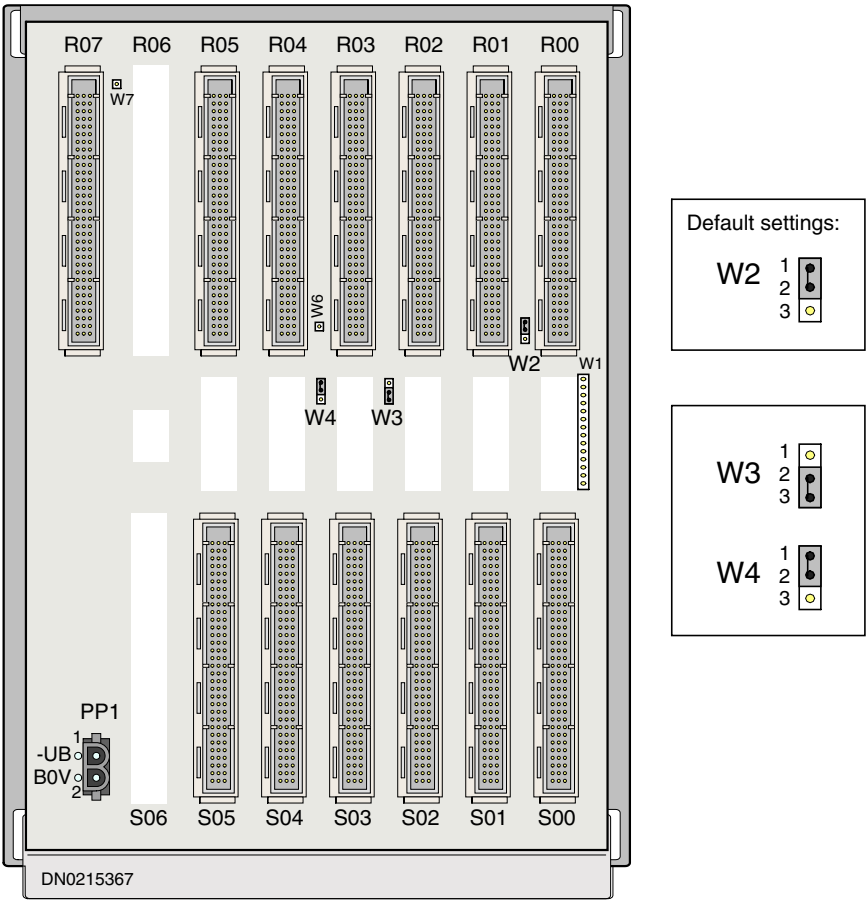 R07 R06 R05 R04 R03 R02 R01 R00
W7
W6
W2
W1
W4
W3
PP1
1
-UB
B0V
2
S06 S05 S04 S03 S02 S01 S00
DN0215367
Default settings:
W2
1
2
3
W3
1
2
3
W4
1
2
3